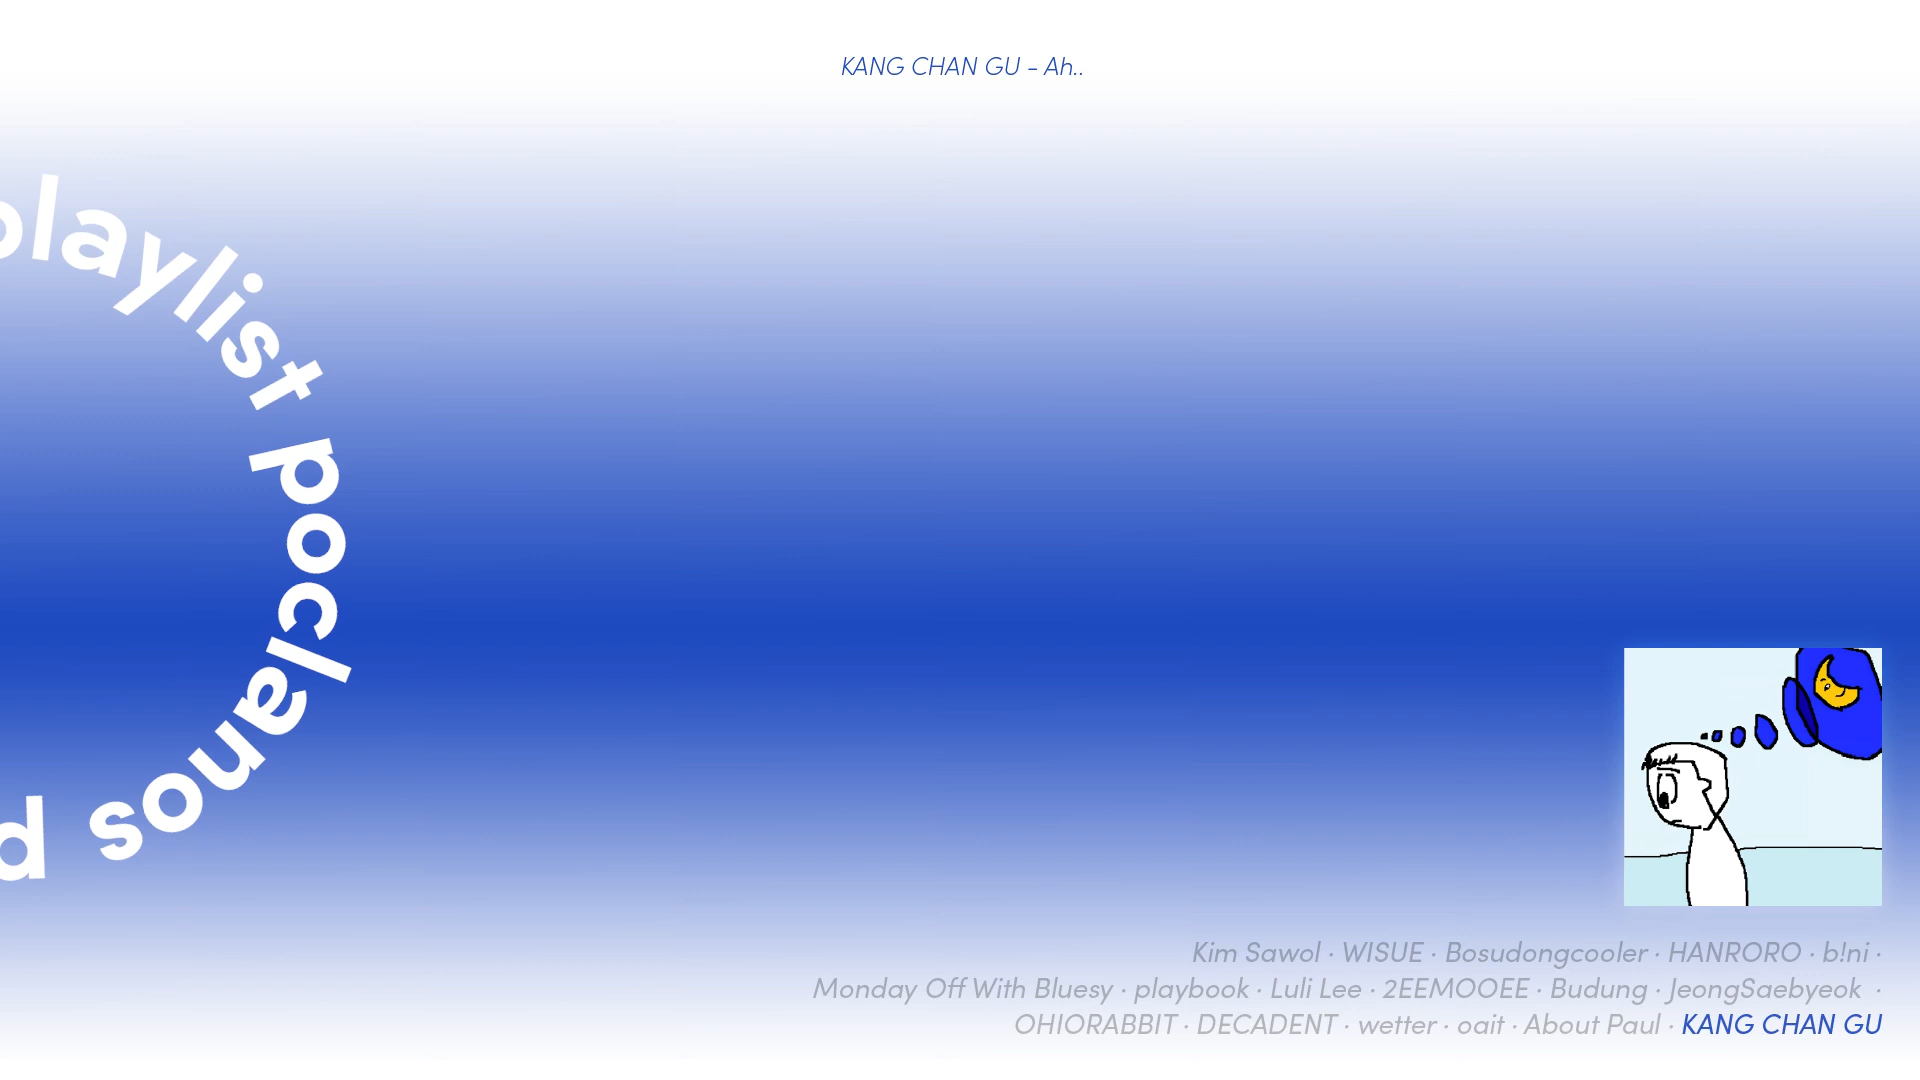 KANG CHAN GU – Ah..
playlist poclanos
Kim Sawol · WISUE · Bosudongcooler · HANRORO · b!ni ·
Monday Off With Bluesy · playbook · Luli Lee · 2EEMOOEE · Budung · JeongSaebyeok ·
OHIORABBIT · DECADENT · wetter · oait · About Paul · KANG CHAN GU